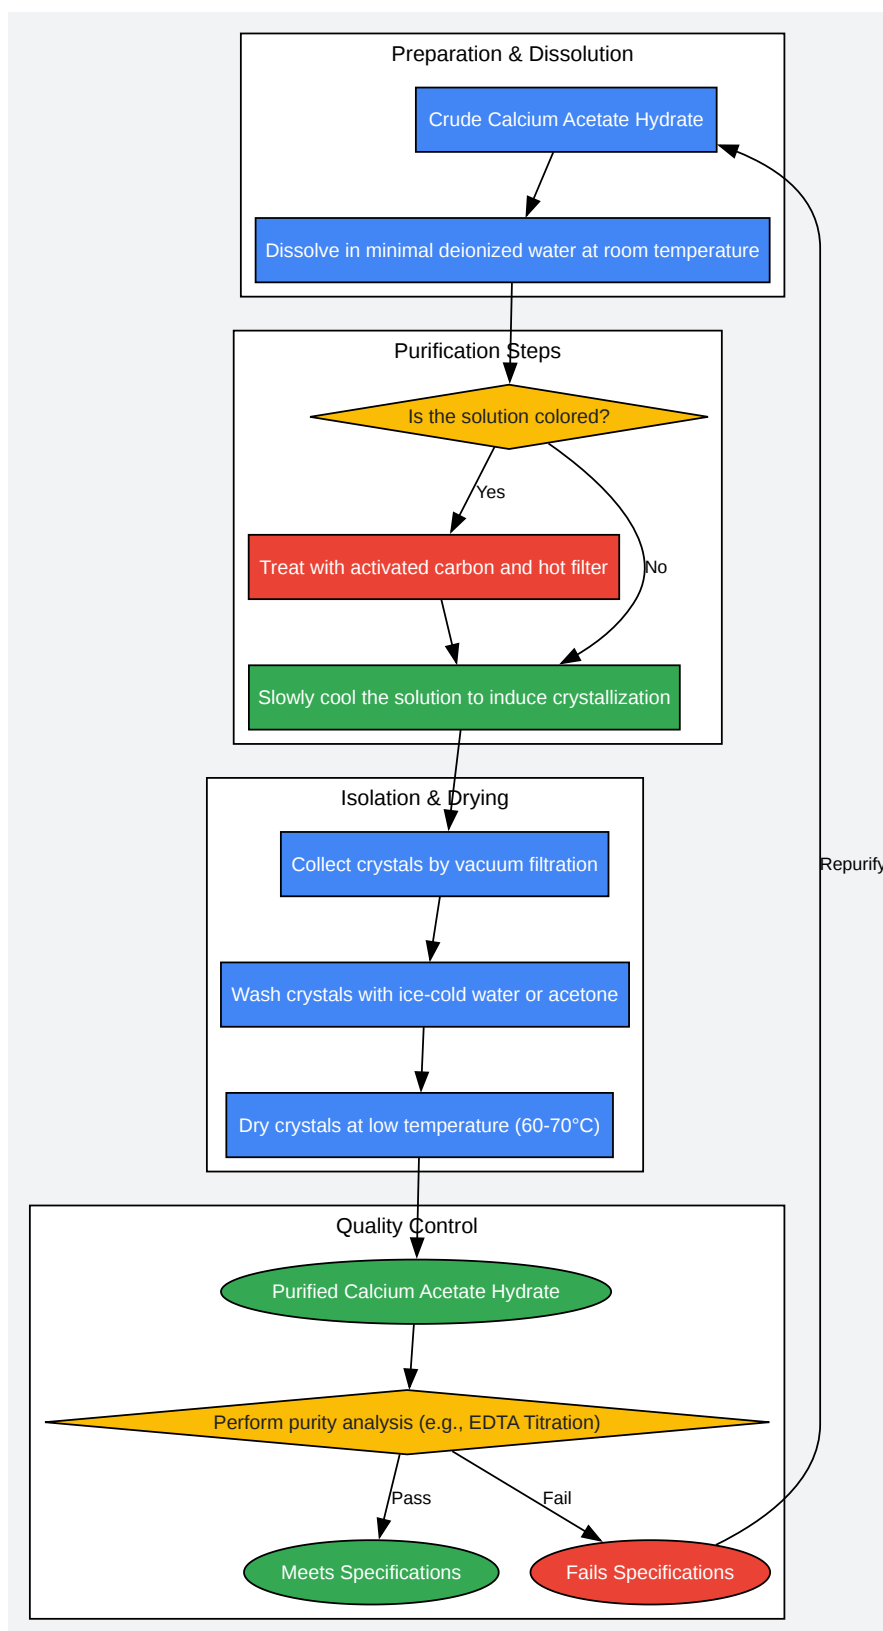 Preparation & Dissolution
Crude Calcium Acetate Hydrate
Dissolve in minimal deionized water at room temperature
Purification Steps
Is the solution colored?
Yes
Treat with activated carbon and hot filter
No
Slowly cool the solution to induce crystallization
Isolation & Drying
Collect crystals by vacuum filtration
Repurify
Wash crystals with ice-cold water or acetone
Dry crystals at low temperature (60-70°C)
Quality Control
Purified Calcium Acetate Hydrate
Perform purity analysis (e.g., EDTA Titration)
Pass
Fail
Meets Specifications
Fails Specifications